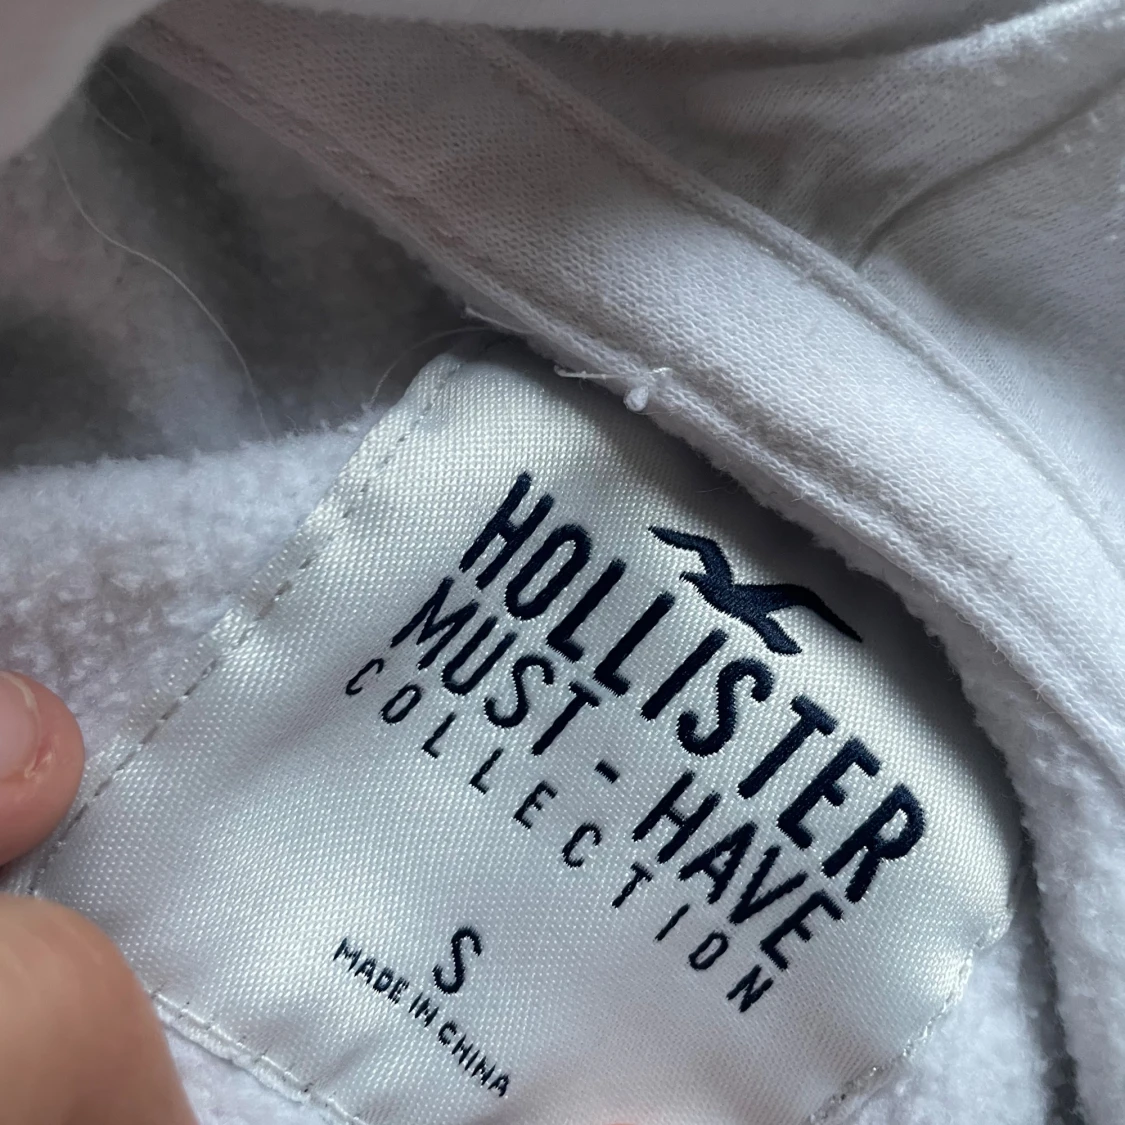 HOLLISTER
MUST-HAVE
COLLECTION
S
MADE IN CHINA